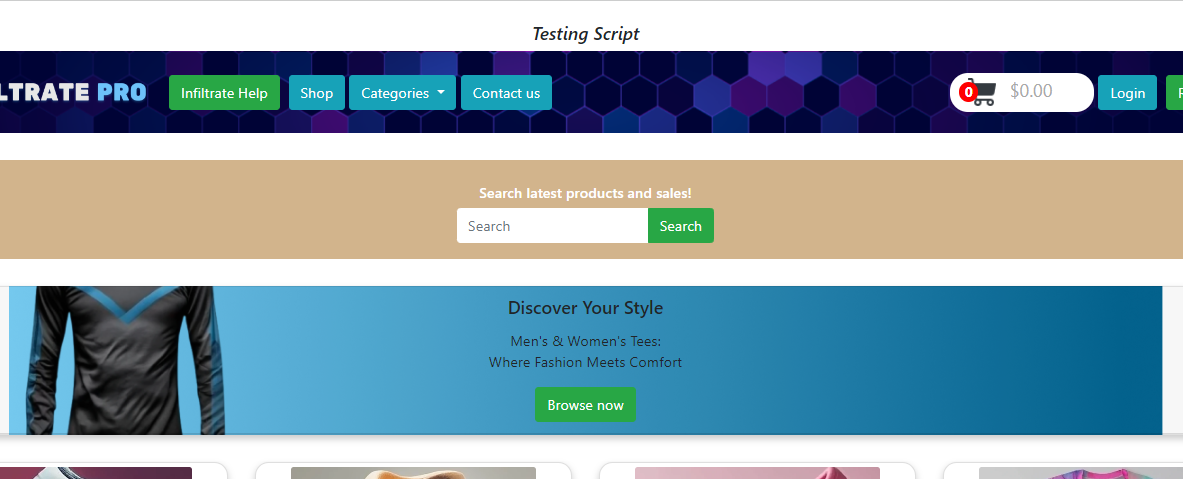 Testing Script
LTRATE PRO
Infiltrate Help
Shop
Categories
Contact us
0
$0.00
Login
Search latest products and sales!
Search
Search
Discover Your Style
Men's & Women's Tees:
Where Fashion Meets Comfort
Browse now